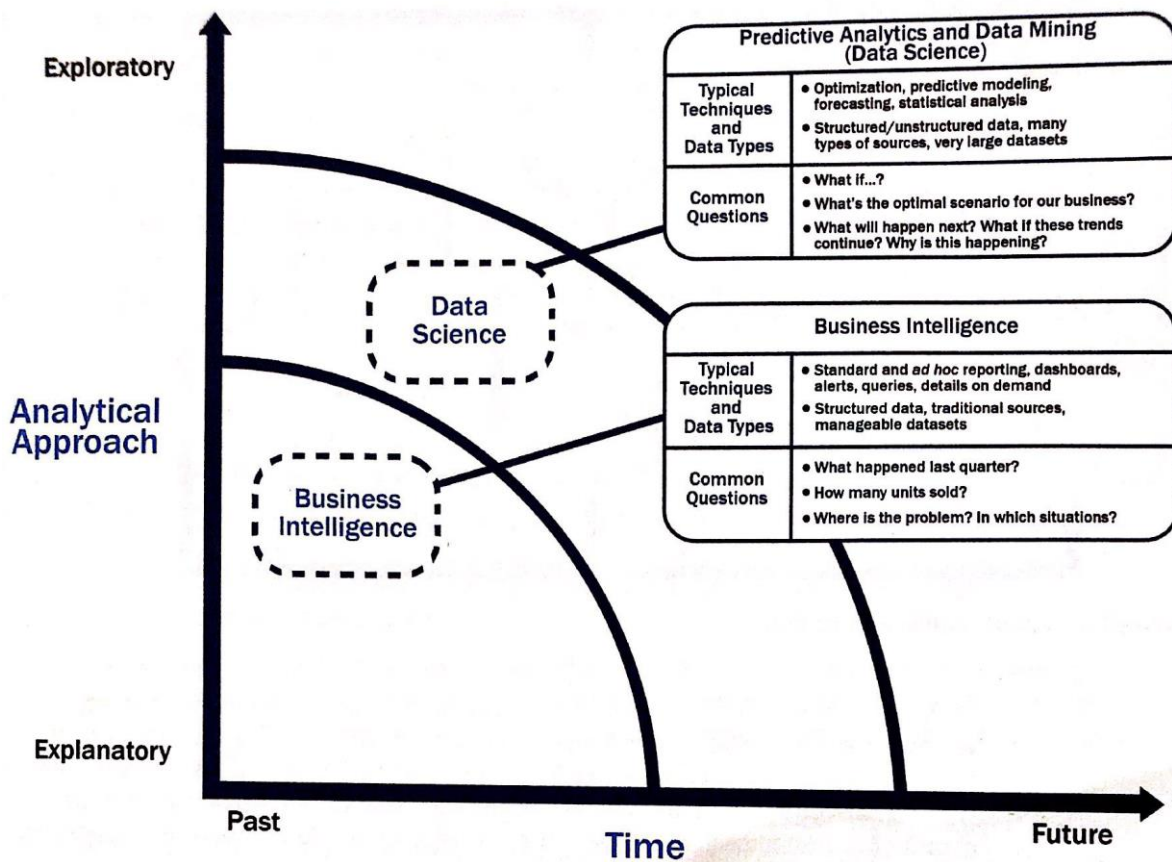 Exploratory
Analytical
Approach
Explanatory
Past
Time
Future
Data
Science
Business
Intelligence
Predictive Analytics and Data Mining
(Data Science)
Typical
Techniques
and
Data Types
• Optimization, predictive modeling,
forecasting, statistical analysis
• Structured/unstructured data, many
types of sources, very large datasets
Common
Questions
• What if...?
• What's the optimal scenario for our business?
• What will happen next? What if these trends
continue? Why is this happening?
Business Intelligence
Typical
Techniques
and
Data Types
• Standard and ad hoc reporting, dashboards,
alerts, queries, details on demand
• Structured data, traditional sources,
manageable datasets
Common
Questions
• What happened last quarter?
• How many units sold?
• Where is the problem? In which situations?